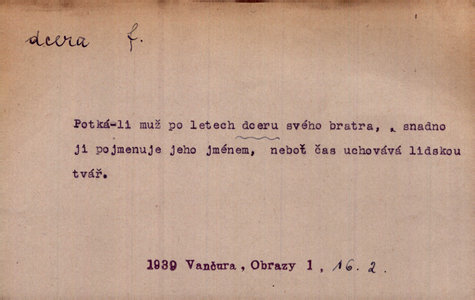 dcera f.
Potká-li muž po letech dceru svého bratra, snadno
ji pojmenuje jeho jménem, neboť čas uchovává lidskou
tvář.
1939 Vančura, Obrazy 1, 16. 2.